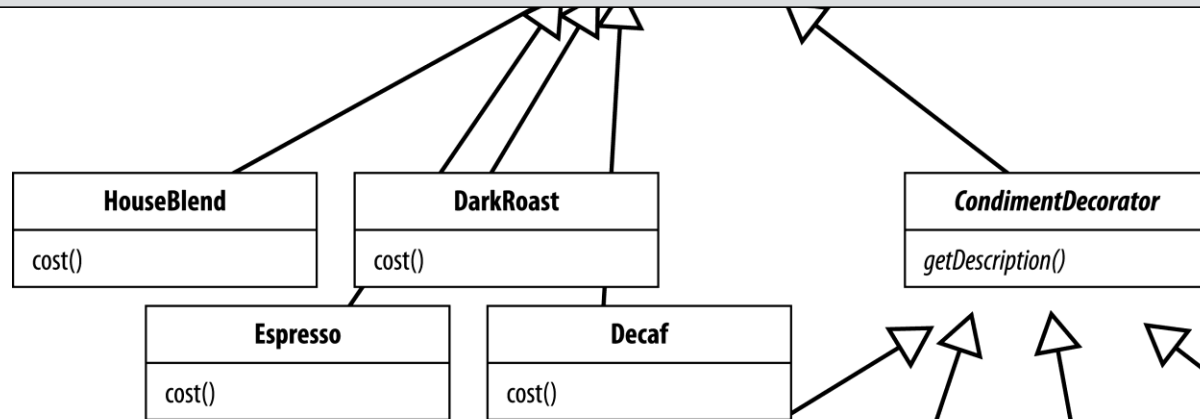 HouseBlend
cost()
DarkRoast
cost()
CondimentDecorator
getDescription()
Espresso
cost()
Decaf
cost()